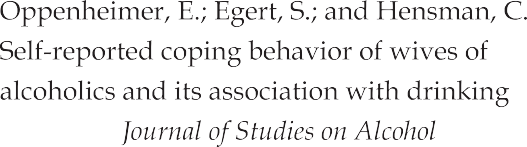 Oppenheimer, E.; Egert, S.; and Hensman, C.
Self-reported coping behavior of wives of
alcoholics and its association with drinking
Journal of Studies on Alcohol